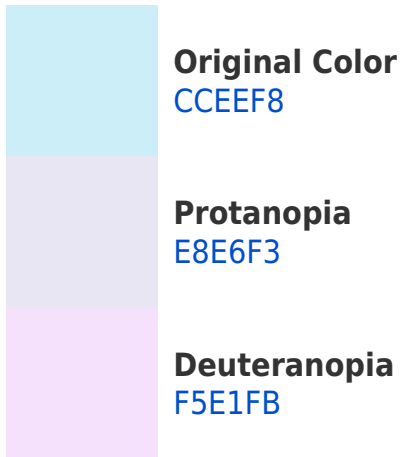 Original Color
CCEEF8
Protanopia
E8E6F3
Deuteranopia
F5E1FB